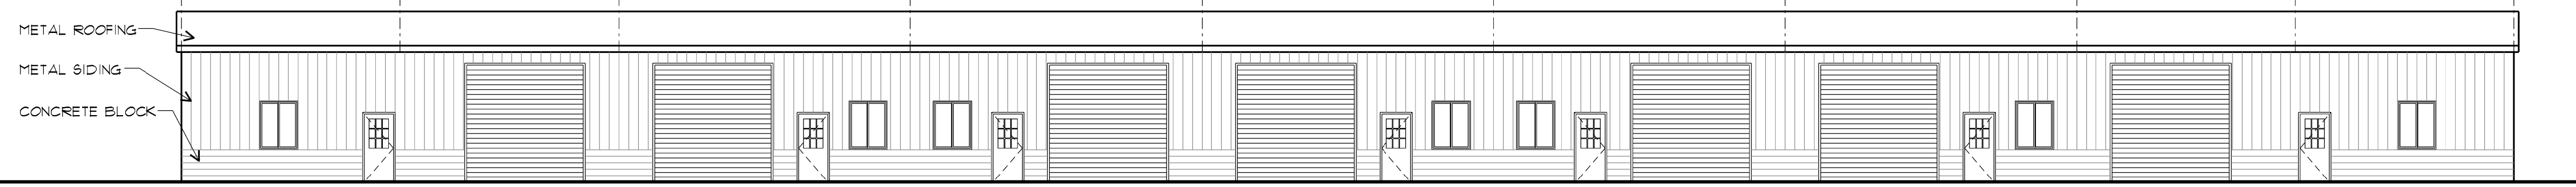 METAL ROOFING
METAL SIDING
CONCRETE BLOCK